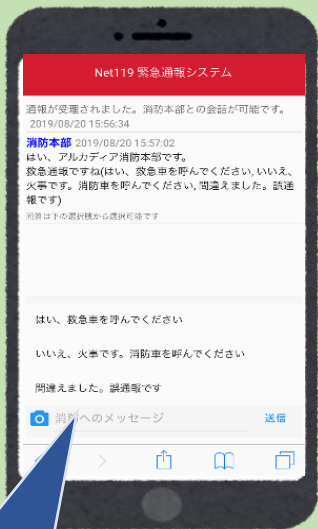 Net119 緊急通報システム
通報が受理されました。消防本部との会話が可能です。
2019/08/20 15:56:34
消防本部 2019/08/20 15:57:02
はい、アルカディア消防本部です。
救急通報ですね(はい、救急車を呼んでください, いいえ、
火事です。消防車を呼んでください, 間違えました。誤通
報です)
回答は下の選択肢から選択可能です
はい、救急車を呼んでください
いいえ、火事です。消防車を呼んでください
間違えました。誤通報です
消防へのメッセージ 送信